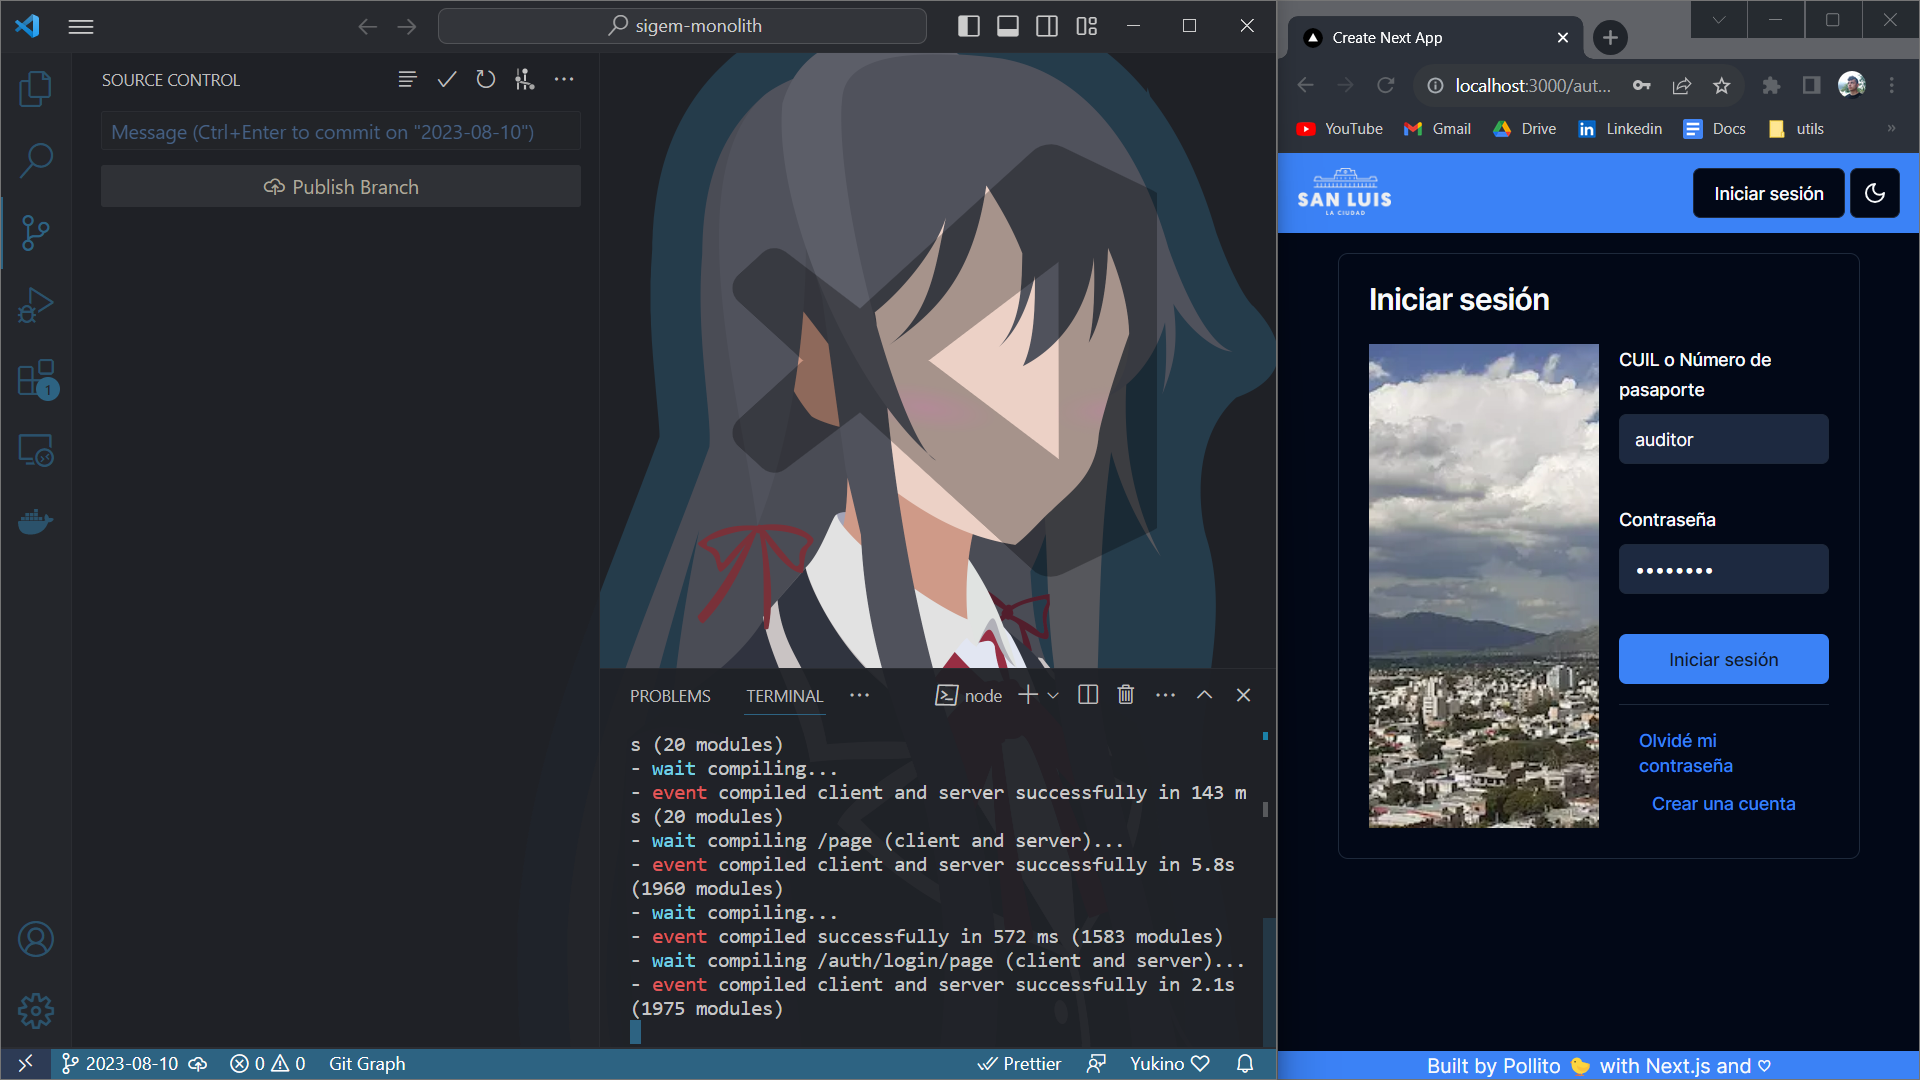 sigem-monolith
SOURCE CONTROL
Message (Ctrl+Enter to commit on "2023-08-10")
Publish Branch
1
PROBLEMS
TERMINAL
node
s (20 modules)
- wait compiling...
- event compiled client and server successfully in 143 m
s (20 modules)
- wait compiling /page (client and server)...
- event compiled client and server successfully in 5.8s
(1960 modules)
- wait compiling...
- event compiled successfully in 572 ms (1583 modules)
- wait compiling /auth/login/page (client and server)...
- event compiled client and server successfully in 2.1s
(1975 modules)
2023-08-10
0 0
Git Graph
Prettier
Yukino
Create Next App
localhost:3000/aut...
YouTube
Gmail
Drive
Linkedin
Docs
utils
»
SAN LUIS
LA CIUDAD
Iniciar sesión
Iniciar sesión
CUIL o Número de
pasaporte
auditor
Contraseña
••••••••
Iniciar sesión
Olvidé mi
contraseña
Crear una cuenta
Built by Pollito 🐤 with Next.js and ♡